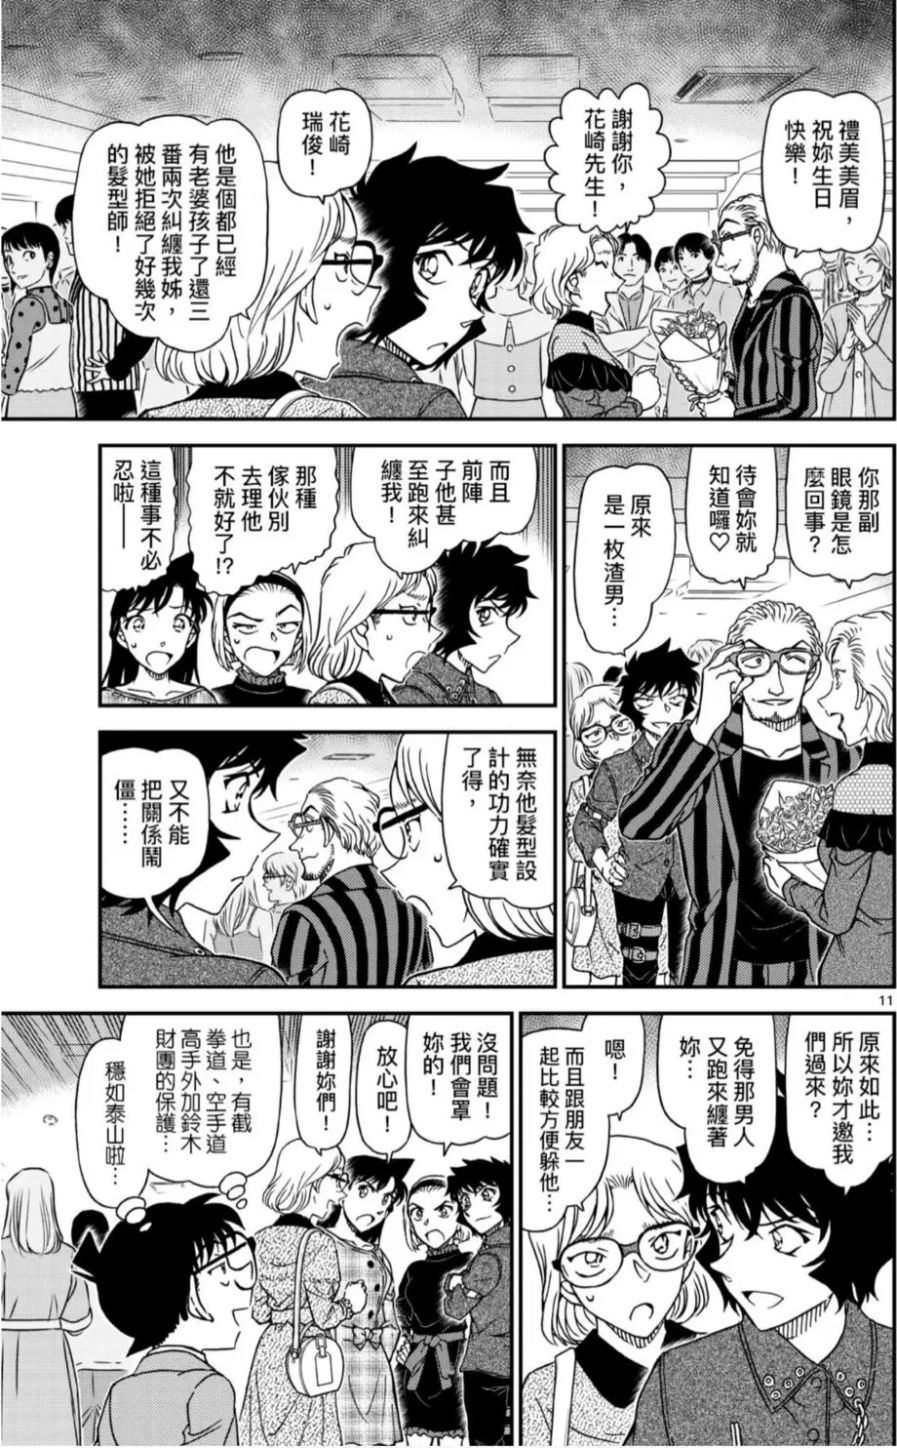 禮美美眉，
祝妳生日
快樂！
謝謝你，
花崎先生！
花崎
瑞俊！
他是個都已經
有老婆孩子了還三
番兩次糾纏我姊，
被她拒絕了好幾次
的髮型師！
你那副
眼鏡是怎
麼回事？
待會妳就
知道囉♡
原來
是一枚渣男…
而且
前陣
子他甚
至跑來糾
纏我！
那種
傢伙別
去理他
不就好了!?
這種事不必
忍啦——
無奈他髮型設
計的功力確實
了得，
又不能
把關係鬧
僵……
11
原來如此…
所以妳才邀我
們過來？
免得那男人
又跑來纏著
妳…
嗯！
而且跟朋友一
起比較方便躲他…
沒問題！
我們會罩
妳的！
放心吧！
謝謝妳們！
也是，有截
拳道、空手道
高手外加鈴木
財團的保護…
穩如泰山啦…